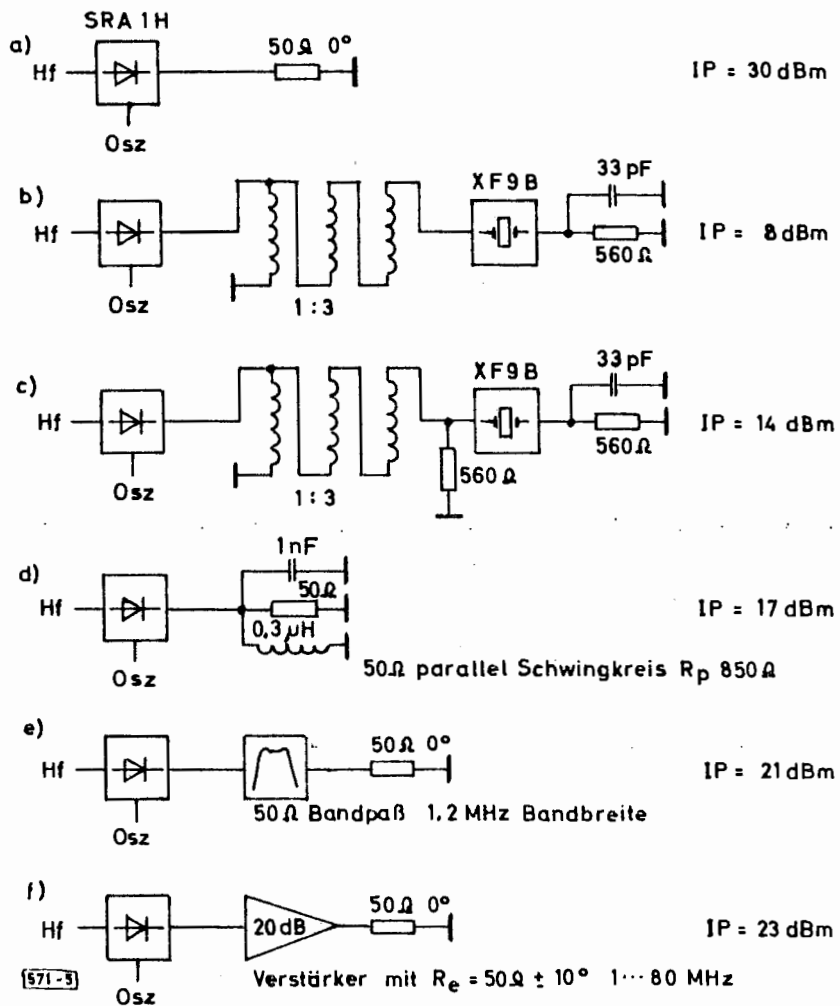 SRA 1H
a)
Hf
50Ω 0°
IP = 30 dBm
Osz
b)
Hf
XF9B
33 pF
560Ω
IP = 8 dBm
Osz
1 : 3
c)
Hf
XF9B
33 pF
560Ω
IP = 14 dBm
560Ω
Osz
1 : 3
d)
Hf
1nF
50Ω
0,3 µH
IP = 17 dBm
Osz
50Ω parallel Schwingkreis Rp 850Ω
e)
Hf
50Ω 0°
IP = 21 dBm
Osz
50Ω Bandpaß 1,2 MHz Bandbreite
f)
Hf
20 dB
50Ω 0°
IP = 23 dBm
571-5
Osz
Verstärker mit Re = 50Ω ± 10° 1···80 MHz